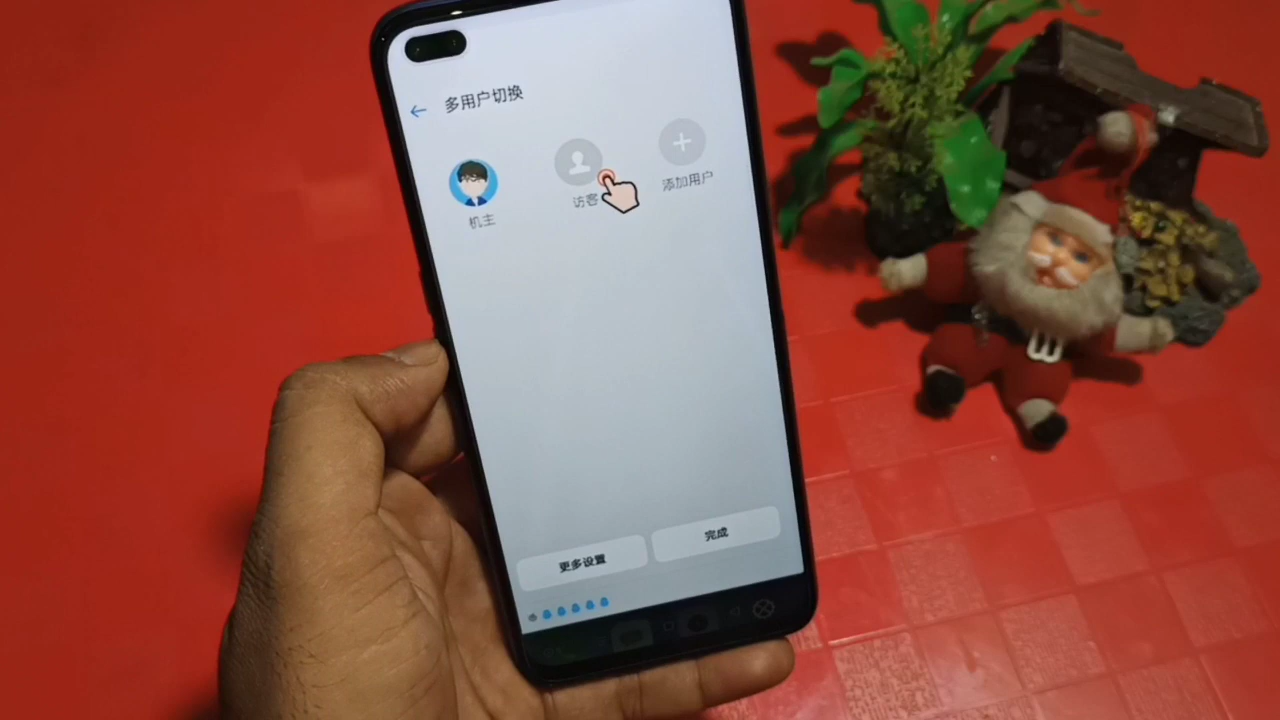 多用户切换
机主
访客
添加用户
更多设置
完成